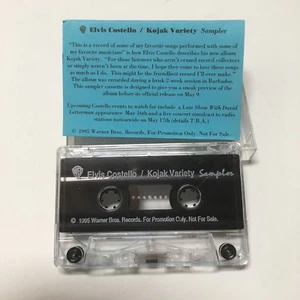 Elvis Costello / Kojak Variety Sampler
"This is a record of some of my favorite songs performed with some of
my favorite musicians" is how Elvis Costello describes his new album
Kojak Variety. "For those listeners who aren't crazed record collectors or
simply weren't born at the time, I hope they come to love these songs
as much as I do. This might be the friendliest record I'll ever make."
The album was recorded during a brisk 2-week session in Barbados.
This sampler cassette is designed to give you a sneak preview of the
album before its official release on May 9.
Upcoming Costello events to watch for include a Late Show With David
Letterman appearance May 16th and a live concert simulcast to radio
stations nationwide on May 17th (details T.B.A.)
© 1995 Warner Bros. Records. For Promotion Only. Not For Sale.
Elvis Costello / Kojak Variety Sampler
© 1995 Warner Bros. Records. For Promotion Only. Not For Sale.